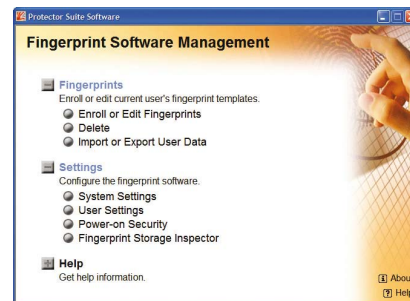 Protector Suite Software
Fingerprint Software Management
Fingerprints
Enroll or edit current user's fingerprint templates.
Enroll or Edit Fingerprints
Delete
Import or Export User Data
Settings
Configure the fingerprint software.
System Settings
User Settings
Power-on Security
Fingerprint Storage Inspector
Help
Get help information.
Abou
Help